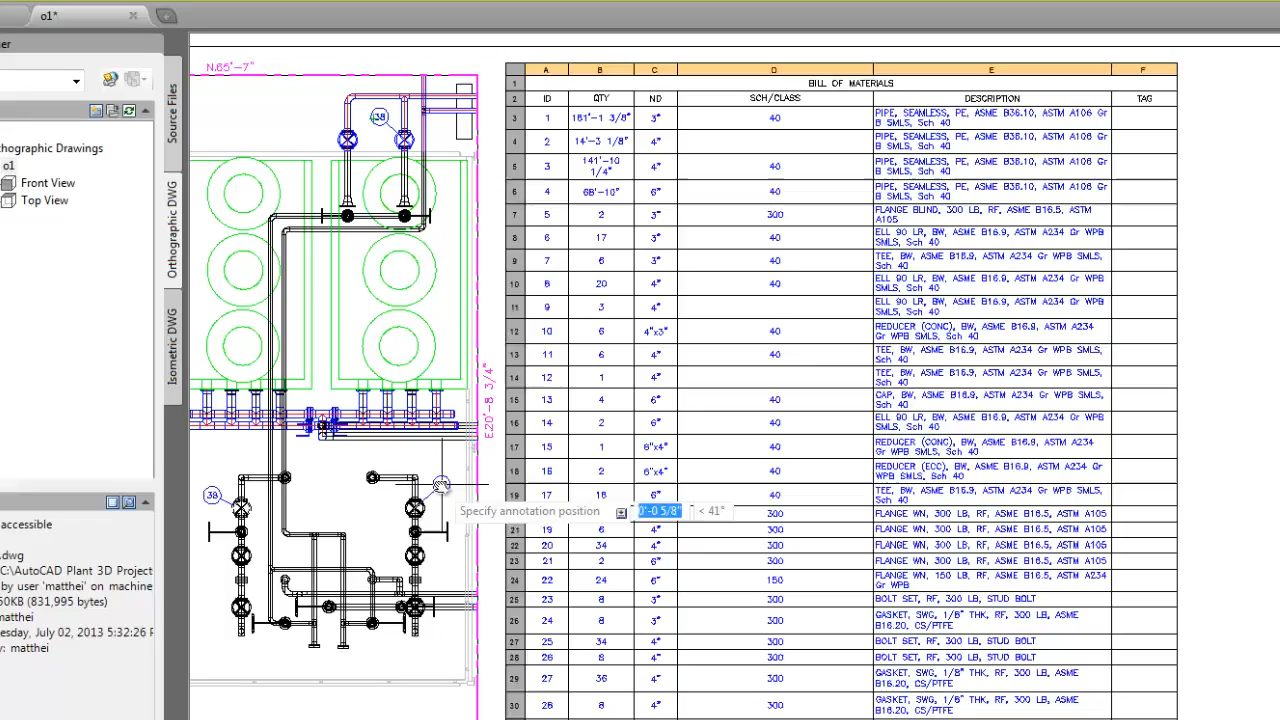 o1*
er
Source Files
thographic Drawings
o1
Front View
Top View
Orthographic DWG
Isometric DWG
accessible
.dwg
C:\AutoCAD Plant 3D Project
by user 'matthei' on machine
50KB (831,995 bytes)
matthei
esday, July 02, 2013 5:32:26 P
y: matthei
N.65'-7"
38
E.20'-8 3/4"
38
Specify annotation position 0'-0 5/8" < 41°
A B C D E F
1 BILL OF MATERIALS
2 ID QTY ND SCH/CLASS DESCRIPTION TAG
3 1 181'-1 3/8" 3" 40 PIPE, SEAMLESS, PE, ASME B36.10, ASTM A106 Gr
B SMLS, Sch 40
4 2 14'-3 1/8" 4" PIPE, SEAMLESS, PE, ASME B36.10, ASTM A106 Gr
B SMLS, Sch 40
5 3 141'-10 1/4" 4" 40 PIPE, SEAMLESS, PE, ASME B36.10, ASTM A106 Gr
B SMLS, Sch 40
6 4 68'-10" 6" 40 PIPE, SEAMLESS, PE, ASME B36.10, ASTM A106 Gr
B SMLS, Sch 40
7 5 2 3" 300 FLANGE BLIND, 300 LB, RF, ASME B16.5, ASTM
A105
8 6 17 3" 40 ELL 90 LR, BW, ASME B16.9, ASTM A234 Gr WPB
SMLS, Sch 40
9 7 6 3" 40 TEE, BW, ASME B16.9, ASTM A234 Gr WPB SMLS,
Sch 40
10 8 20 4" 40 ELL 90 LR, BW, ASME B16.9, ASTM A234 Gr WPB
SMLS, Sch 40
11 9 3 4" ELL 90 LR, BW, ASME B16.9, ASTM A234 Gr WPB
SMLS, Sch 40
12 10 6 4"x3" 40 REDUCER (CONC), BW, ASME B16.9, ASTM A234
Gr WPB SMLS, Sch 40
13 11 6 4" 40 TEE, BW, ASME B16.9, ASTM A234 Gr WPB SMLS,
Sch 40
14 12 1 4" TEE, BW, ASME B16.9, ASTM A234 Gr WPB SMLS,
Sch 40
15 13 4 6" 40 CAP, BW, ASME B16.9, ASTM A234 Gr WPB SMLS,
Sch 40
16 14 2 6" 40 ELL 90 LR, BW, ASME B16.9, ASTM A234 Gr WPB
SMLS, Sch 40
17 15 1 6"x4" 40 REDUCER (CONC), BW, ASME B16.9, ASTM A234
Gr WPB SMLS, Sch 40
18 16 2 6"x4" 40 REDUCER (ECC), BW, ASME B16.9, ASTM A234 Gr
WPB SMLS, Sch 40
19 17 18 6" 40 TEE, BW, ASME B16.9, ASTM A234 Gr WPB SMLS,
Sch 40
300 FLANGE WN, 300 LB, RF, ASME B16.5, ASTM A105
21 19 6 4" 300 FLANGE WN, 300 LB, RF, ASME B16.5, ASTM A105
22 20 34 4" 300 FLANGE WN, 300 LB, RF, ASME B16.5, ASTM A105
23 21 2 6" 300 FLANGE WN, 300 LB, RF, ASME B16.5, ASTM A105
24 22 24 6" 150 FLANGE WN, 150 LB, RF, ASME B16.5, ASTM A234
Gr WPB
25 23 8 3" 300 BOLT SET, RF, 300 LB, STUD BOLT
26 24 8 3" 300 GASKET, SWG, 1/8" THK, RF, 300 LB, ASME
B16.20, CS/PTFE
27 25 34 4" 300 BOLT SET, RF, 300 LB, STUD BOLT
28 26 8 4" 300 BOLT SET, RF, 300 LB, STUD BOLT
29 27 36 4" 300 GASKET, SWG, 1/8" THK, RF, 300 LB, ASME
B16.20, CS/PTFE
30 28 8 4" 300 GASKET, SWG, 1/8" THK, RF, 300 LB, ASME
B16.20, CS/PTFE